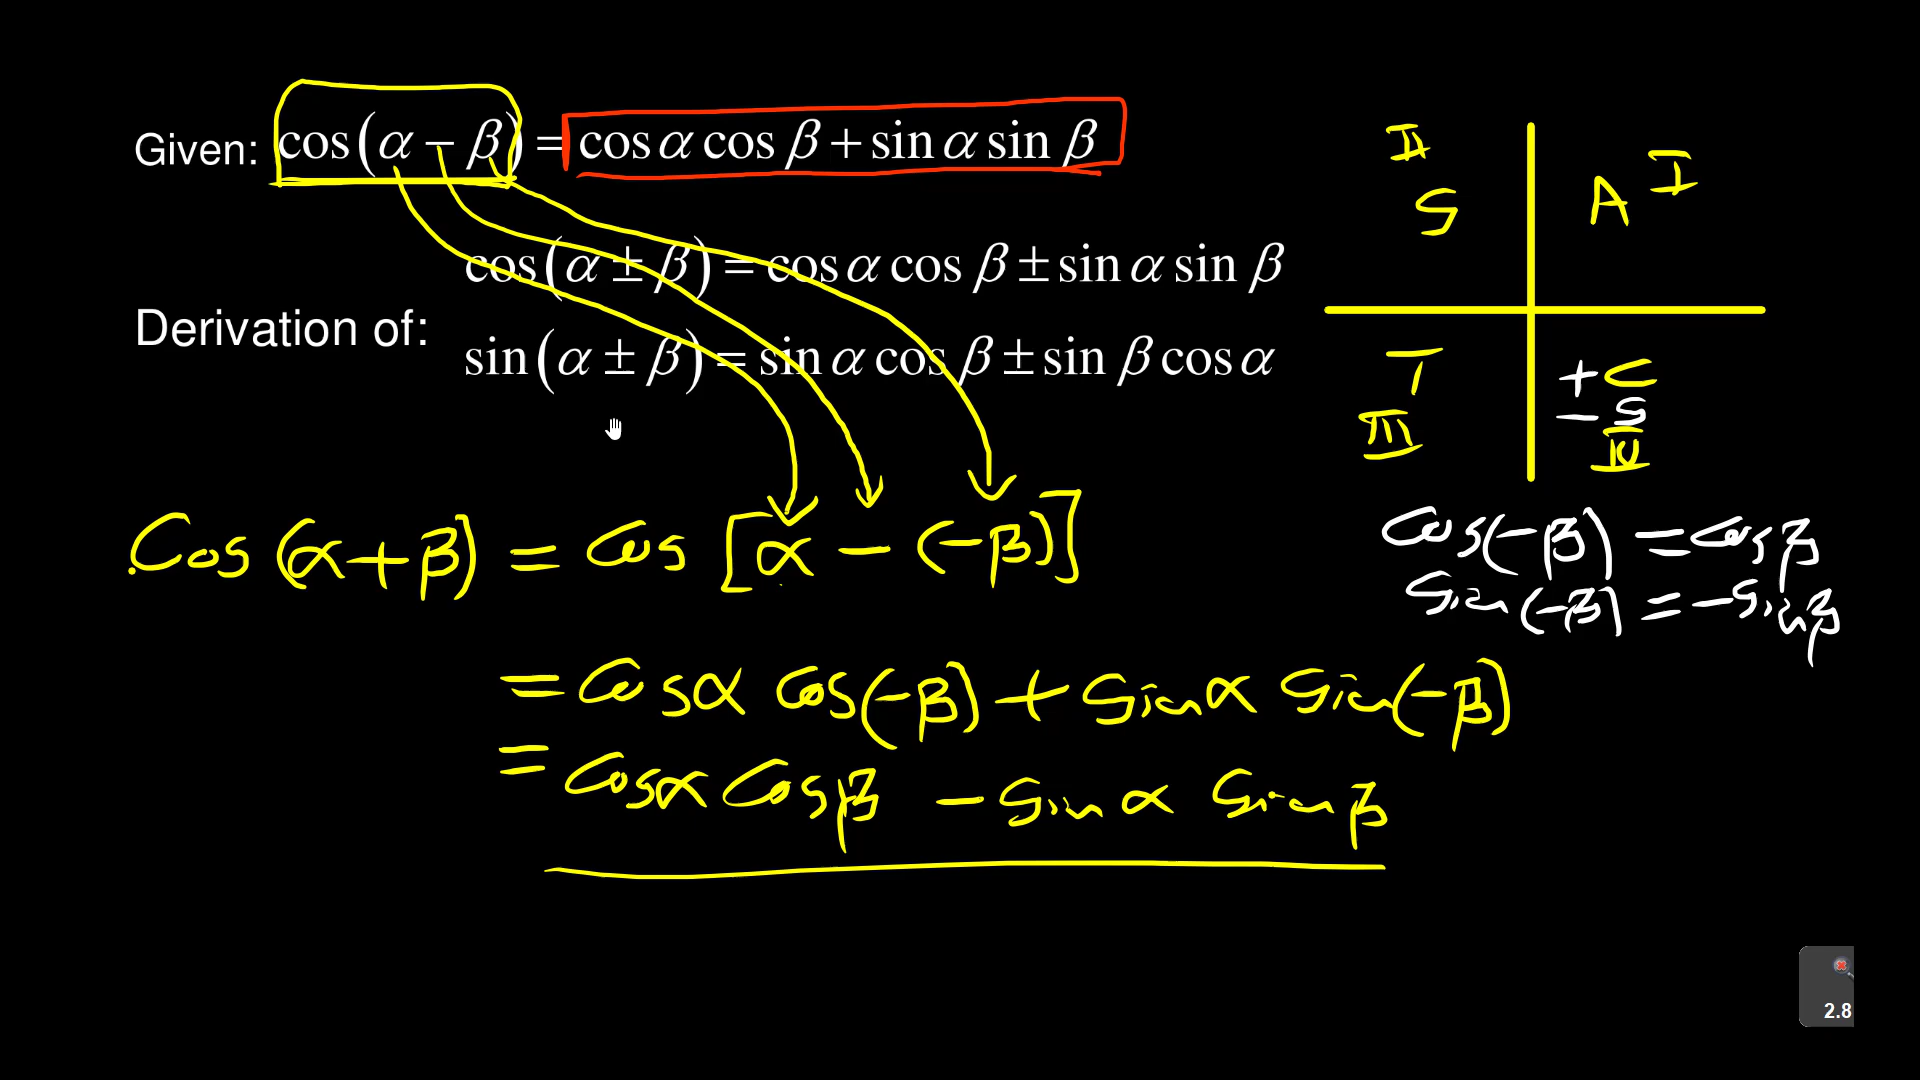 Given: cos(α − β) = cos α cos β + sin α sin β
cos(α ± β) = cos α cos β ± sin α sin β
Derivation of:
sin(α ± β) = sin α cos β ± sin β cos α
II
I
S
A
T
+ C
− S
III
IV
Cos (α + β) = cos [α − (−β)]
cos(−β) = cos β
sin(−β) = −sin β
= cos α cos(−β) + sin α sin(−β)
= cos α cos β − sin α sin β
2.8